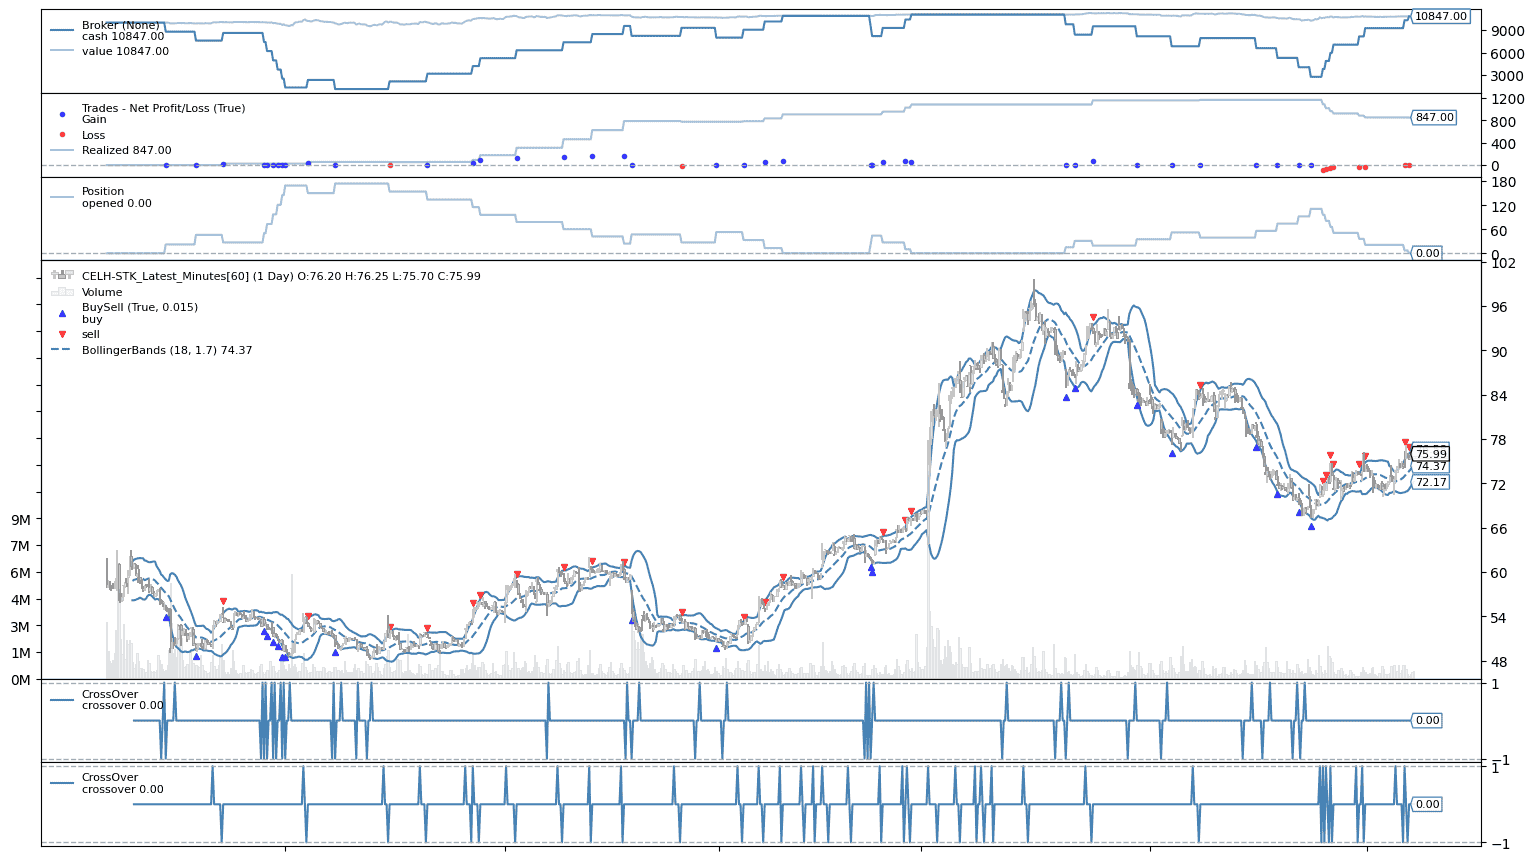 Broker (None)
cash 10847.00
value 10847.00
10847.00
9000
6000
3000
Trades - Net Profit/Loss (True)
Gain
Loss
Realized 847.00
1200
847.00
800
400
0
Position
opened 0.00
180
120
60
0
0.00
CELH-STK_Latest_Minutes[60] (1 Day) O:76.20 H:76.25 L:75.70 C:75.99
Volume
BuySell (True, 0.015)
buy
sell
BollingerBands (18, 1.7) 74.37
102
96
90
84
78
75.99
74.37
72.17
72
66
60
54
48
9M
7M
6M
4M
3M
1M
0M
CrossOver
crossover 0.00
1
0.00
−1
CrossOver
crossover 0.00
1
0.00
−1